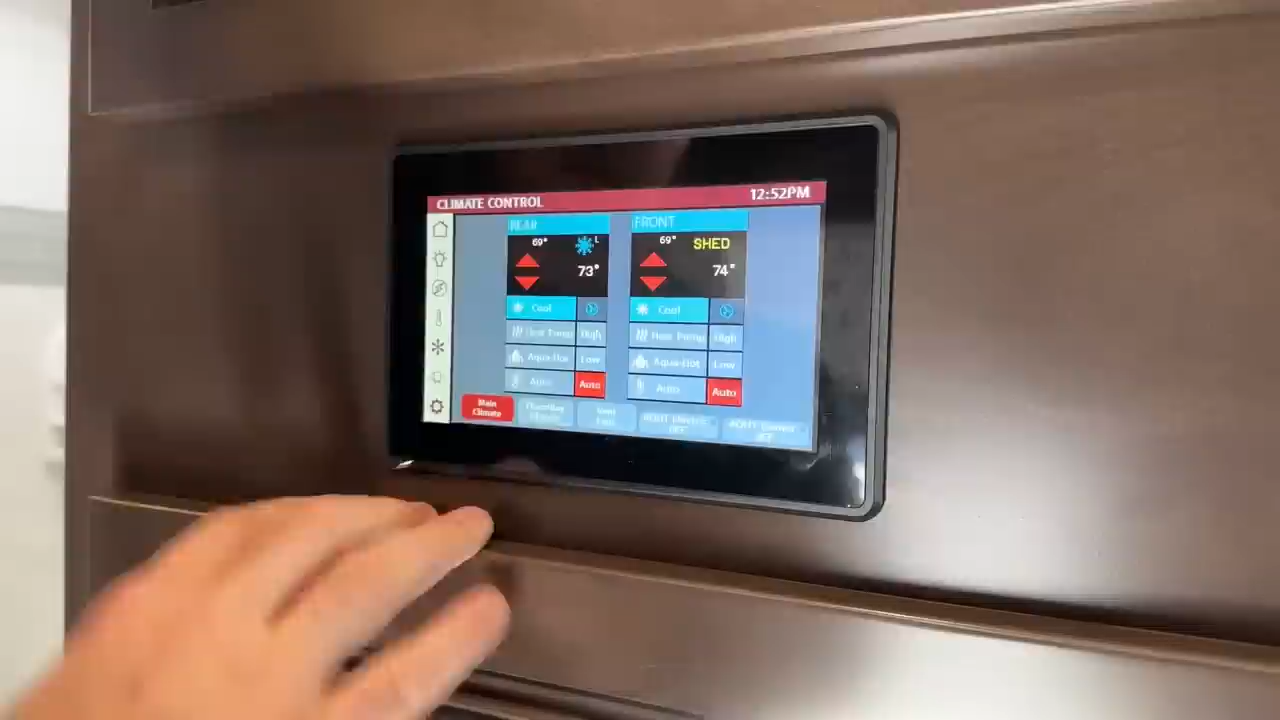 CLIMATE CONTROL 12:52PM
REAR FRONT
69° L 69° SHED
73° 74°
Cool Cool
Heat Pump High Heat Pump High
Aqua-Hot Low Aqua-Hot Low
Auto Auto Auto Auto
Main
Climate